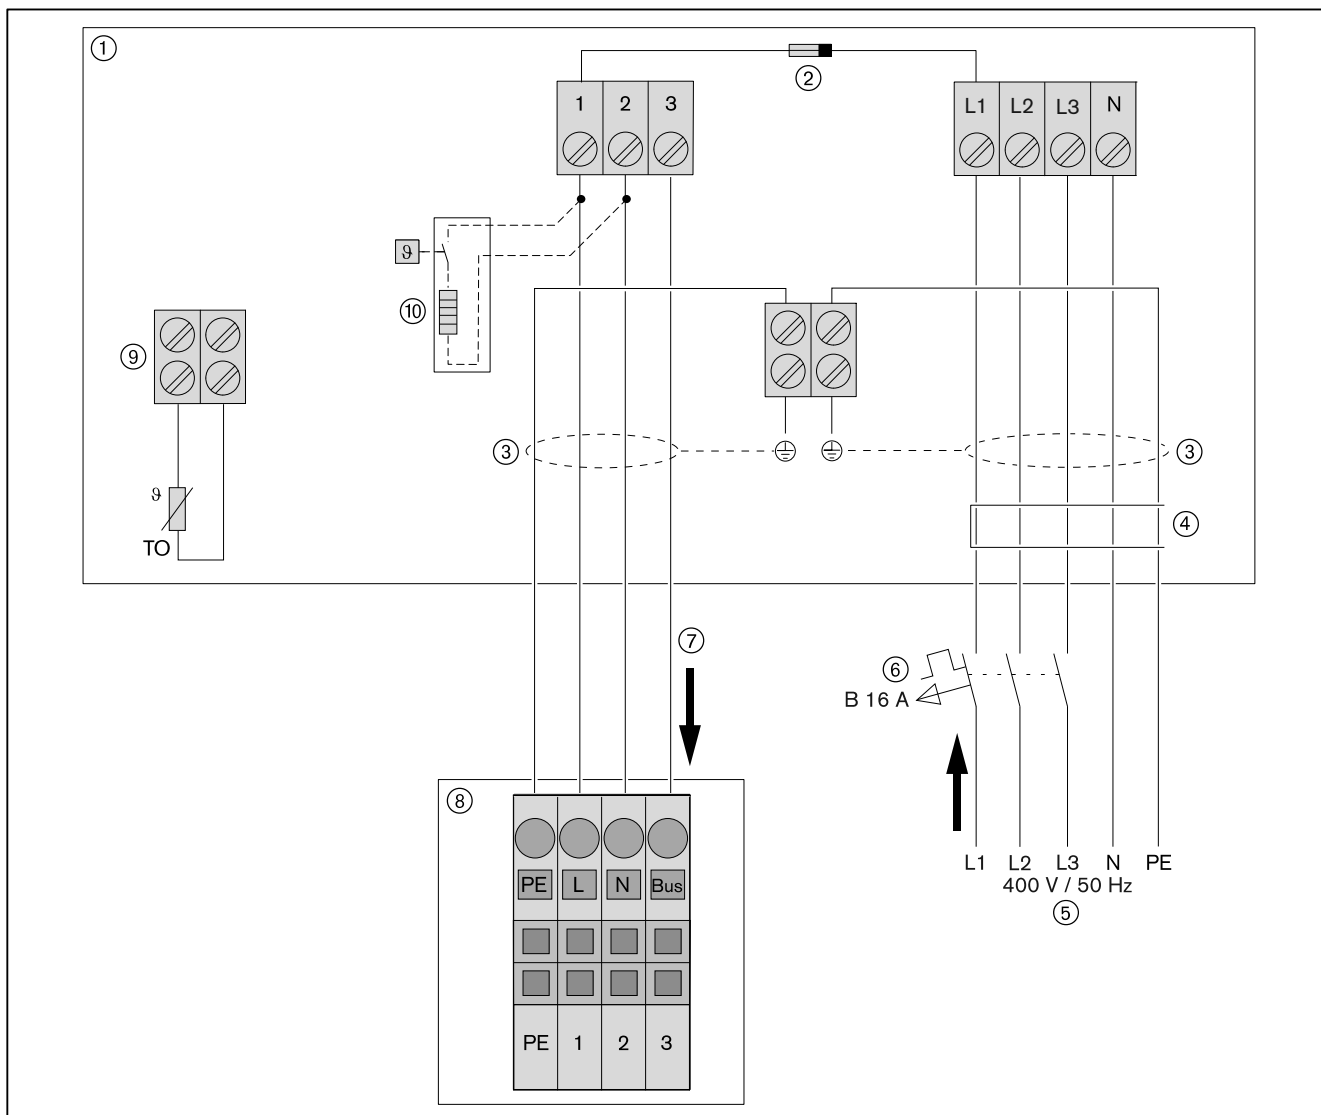 ①
②
1 2 3
L1 L2 L3 N
ϑ
⑩
⑨
③ ③
ϑ
④
TO
⑦
⑥
B 16 A
⑧
L1 L2 L3 N PE
400 V / 50 Hz
⑤
PE L N Bus
PE 1 2 3